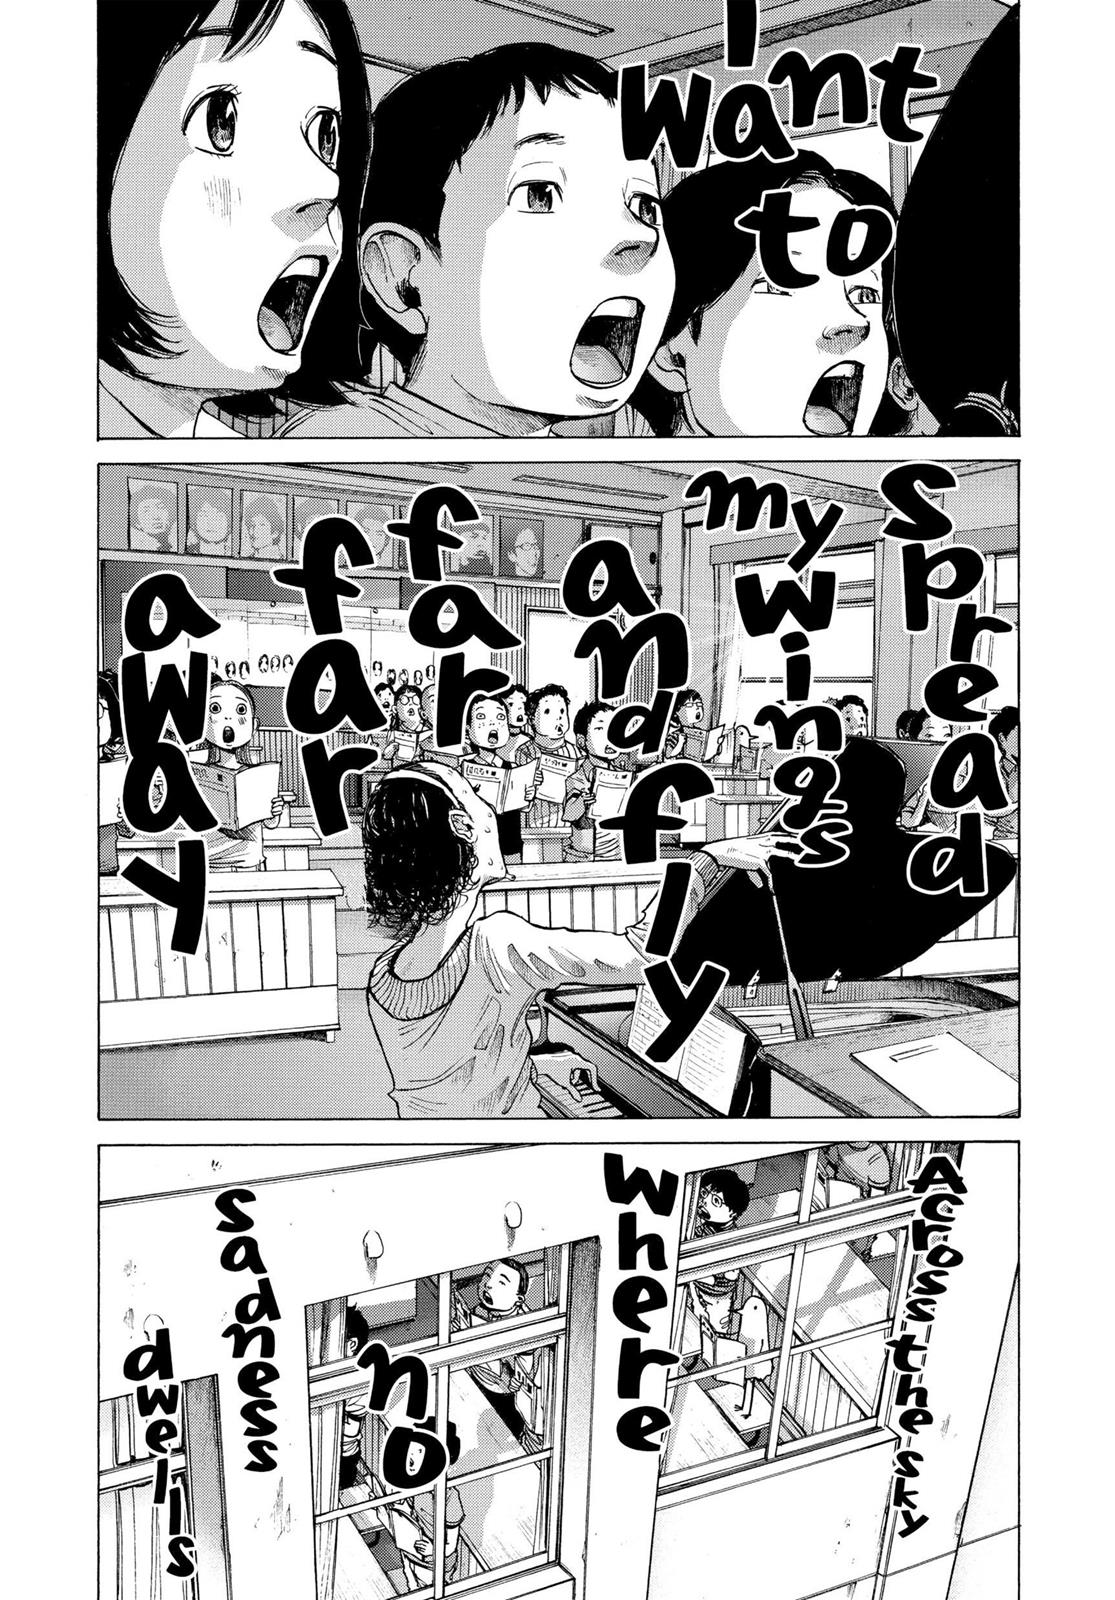 I
want
to
spread
my wings
and fly
far
far
away
Across the sky
where
no
sadness
dwells